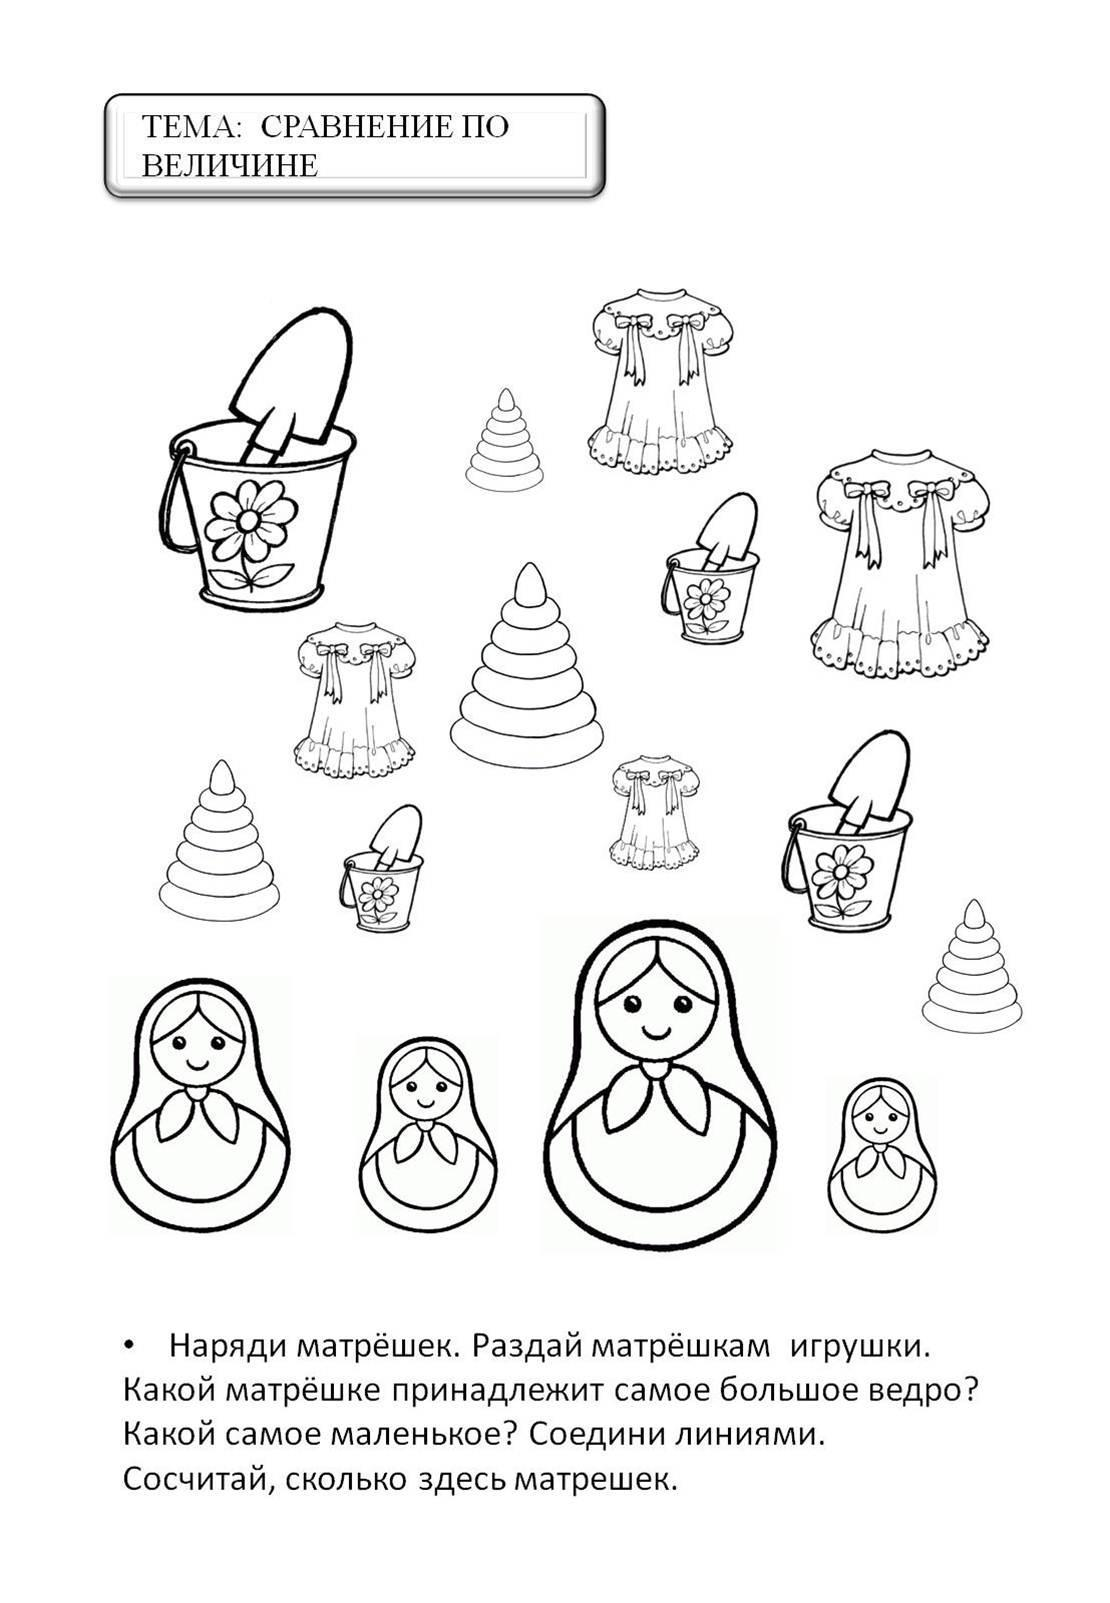 ТЕМА: СРАВНЕНИЕ ПО
ВЕЛИЧИНЕ
• Наряди матрёшек. Раздай матрёшкам игрушки.
Какой матрёшке принадлежит самое большое ведро?
Какой самое маленькое? Соедини линиями.
Сосчитай, сколько здесь матрешек.